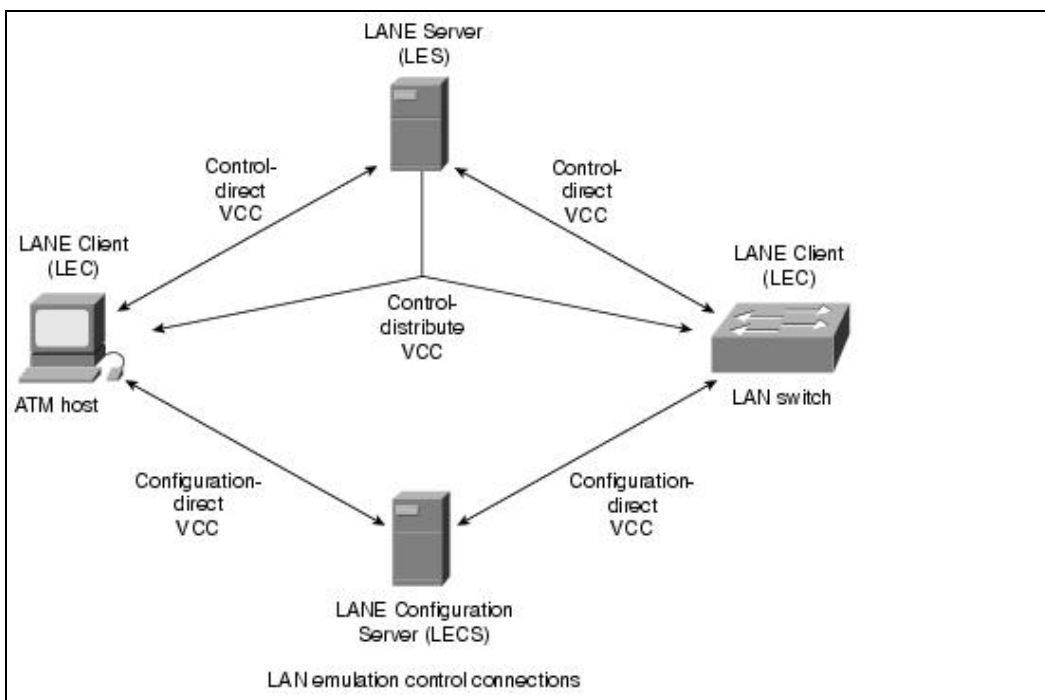 LANE Server
(LES)
Control-
direct
VCC
Control-
direct
VCC
LANE Client
(LEC)
LANE Client
(LEC)
Control-
distribute
VCC
ATM host
LAN switch
Configuration-
direct
VCC
Configuration-
direct
VCC
LANE Configuration
Server (LECS)
LAN emulation control connections